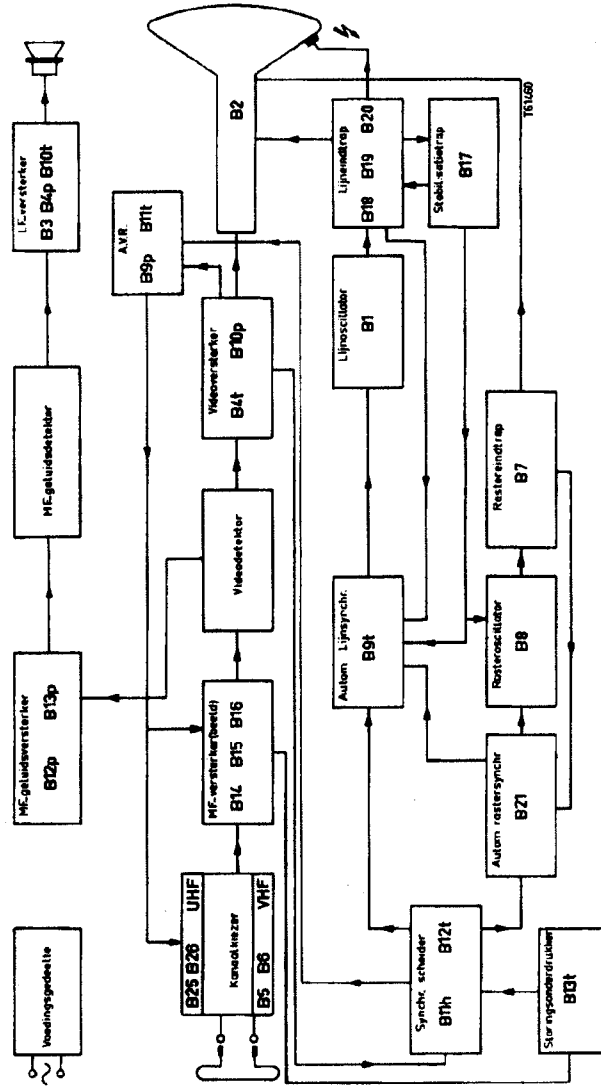 Voedingsgedeelte
MF.geluidsversterker
B12p B13p
MF.geluidsdetektor
LF.versterker
B3 B4p B10t
B25 B26 UHF
Kanaalkiezer
B5 B6 VHF
MF.-versterker(beeld)
B14 B15 B16
Videodetektor
Videoversterker
B4t B10p
A.V.R.
B9p B11t
B2
Synchr. scheider
B11h B12t
Autom Lijnsynchr.
B9t
Lijnoscillator
B1
Lijneindtrap
B18 B19 B20
Storingsonderdrukker
B13t
Autom rastersynchr
B21
Rasteroscillator
B8
Rastereindtrap
B7
Stabilisatietrap
B17
T61460